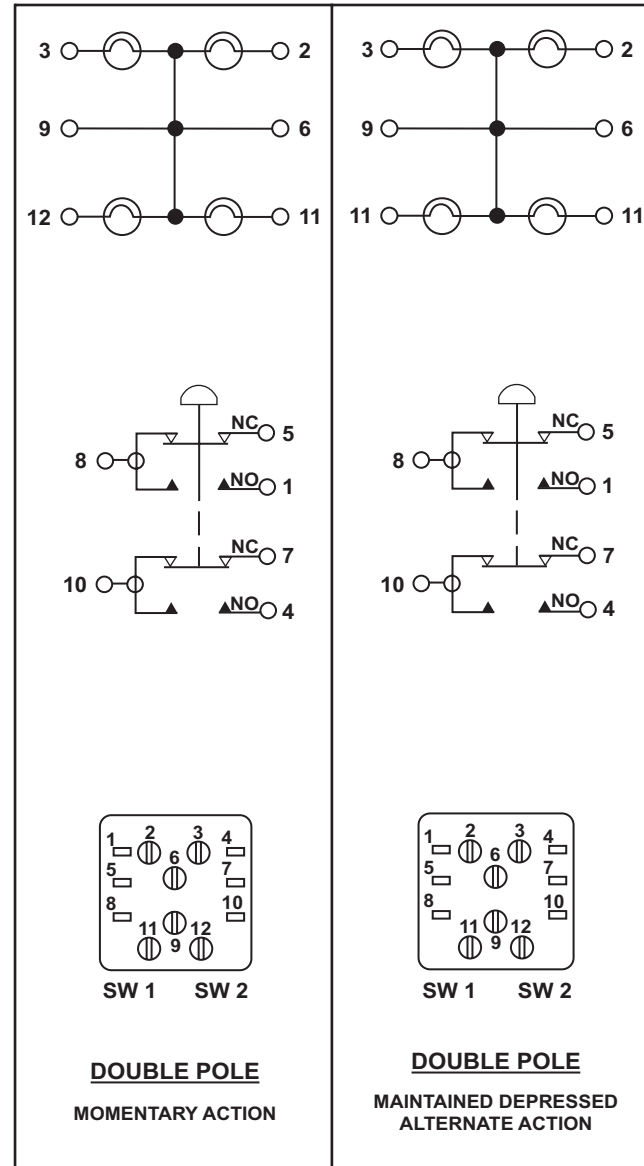 3 2
9 6
12 11
NC 5
8
NO 1
NC 7
10
NO 4
1 2 3 4
6
5 7
8 10
11 9 12
SW 1 SW 2
DOUBLE POLE
MOMENTARY ACTION
3 2
9 6
11 11
NC 5
8
NO 1
NC 7
10
NO 4
1 2 3 4
6
5 7
8 10
11 9 12
SW 1 SW 2
DOUBLE POLE
MAINTAINED DEPRESSED
ALTERNATE ACTION